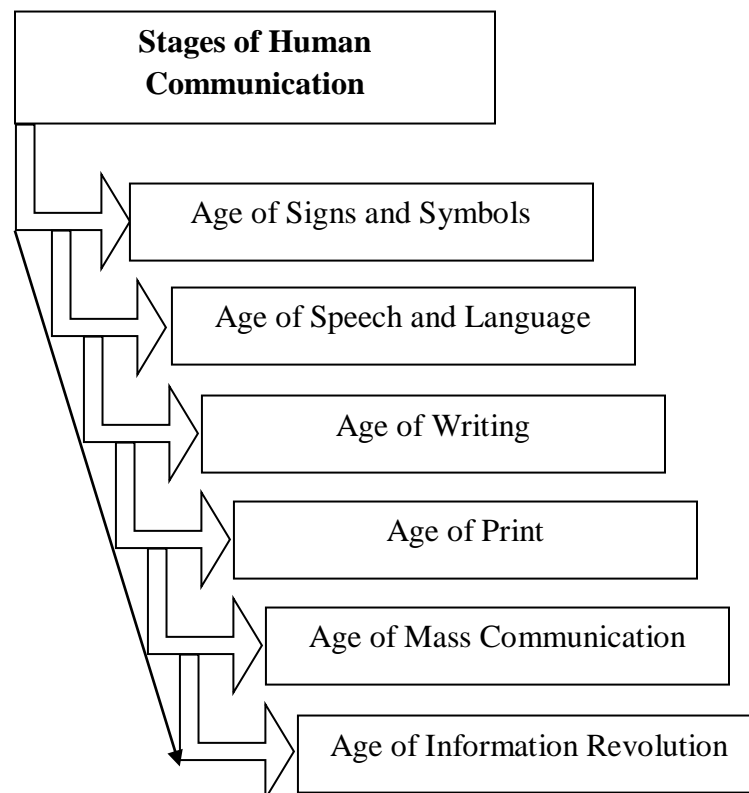 Stages of Human
Communication
Age of Signs and Symbols
Age of Speech and Language
Age of Writing
Age of Print
Age of Mass Communication
Age of Information Revolution